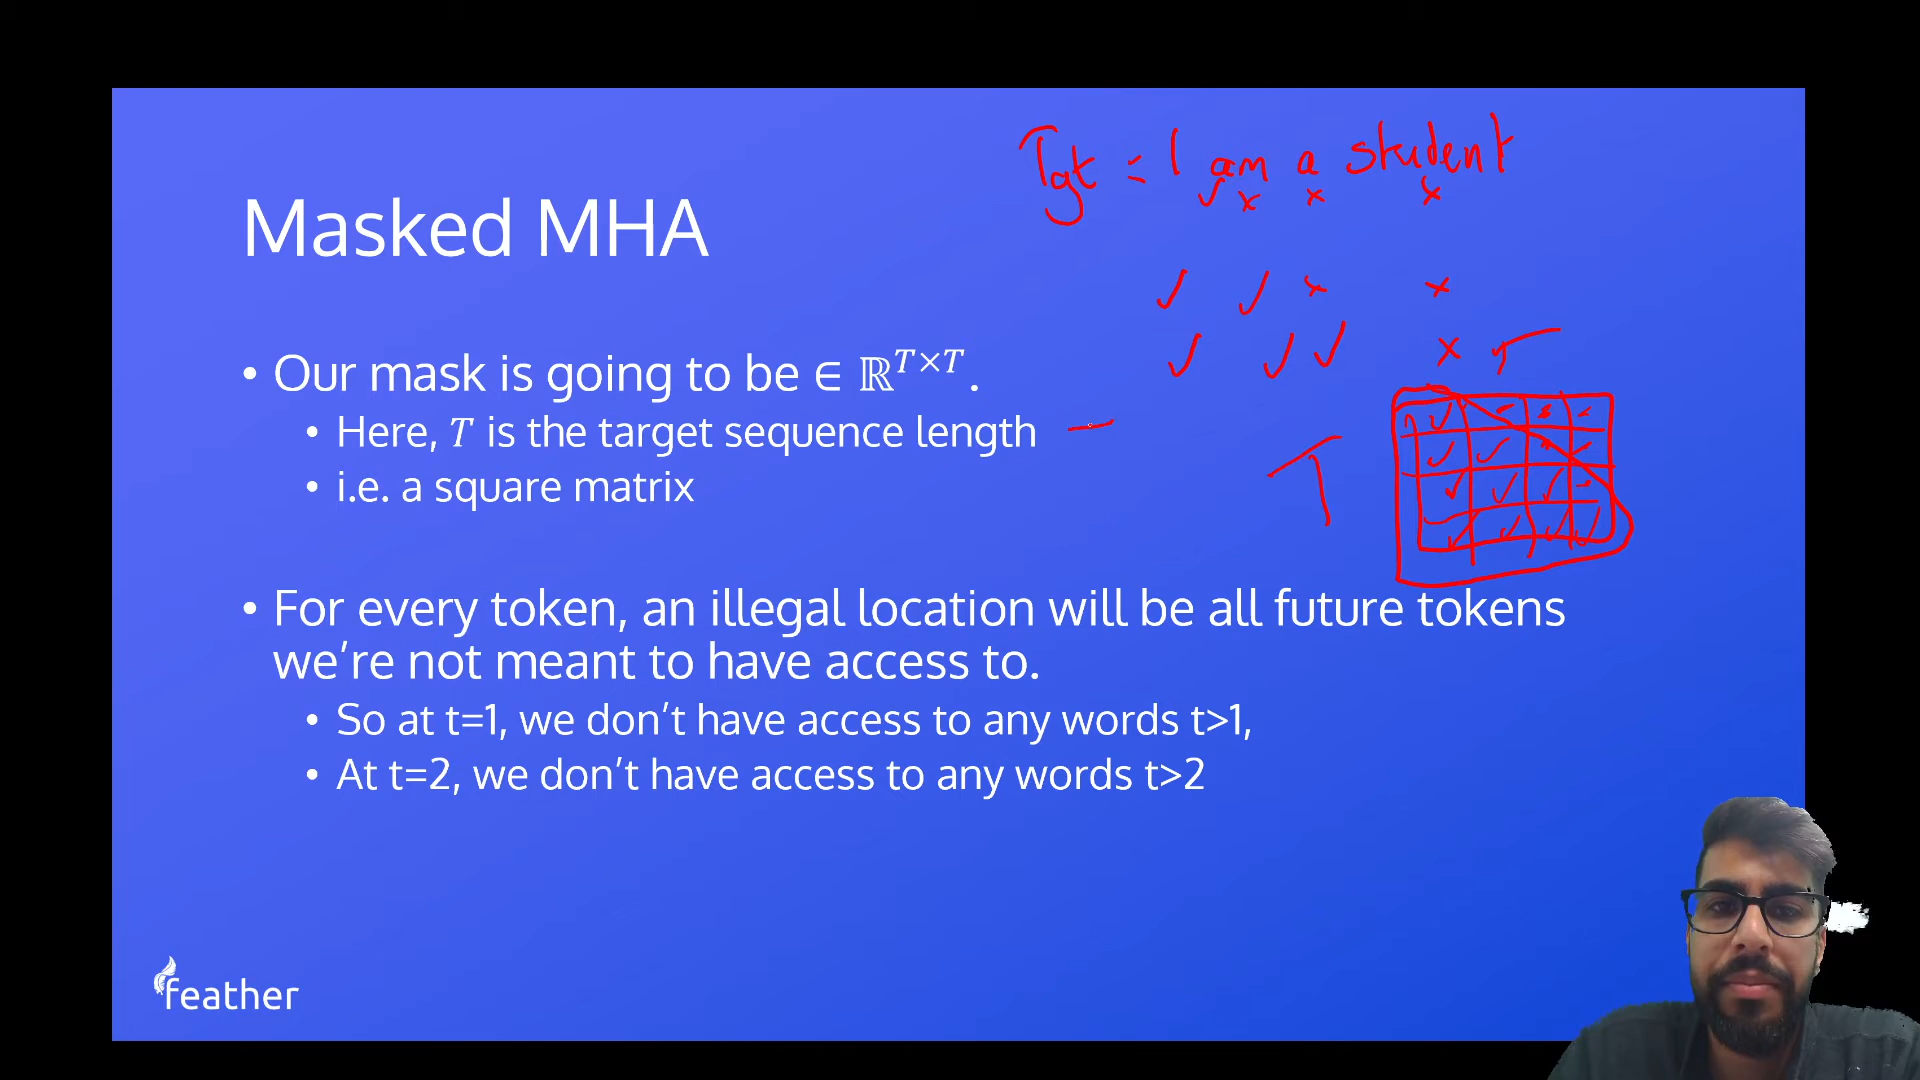 Tgt = I am a student
Masked MHA
• Our mask is going to be ∈ ℝ^{T×T}.
• Here, T is the target sequence length
• i.e. a square matrix
T
T
• For every token, an illegal location will be all future tokens
we’re not meant to have access to.
• So at t=1, we don’t have access to any words t>1,
• At t=2, we don’t have access to any words t>2
feather